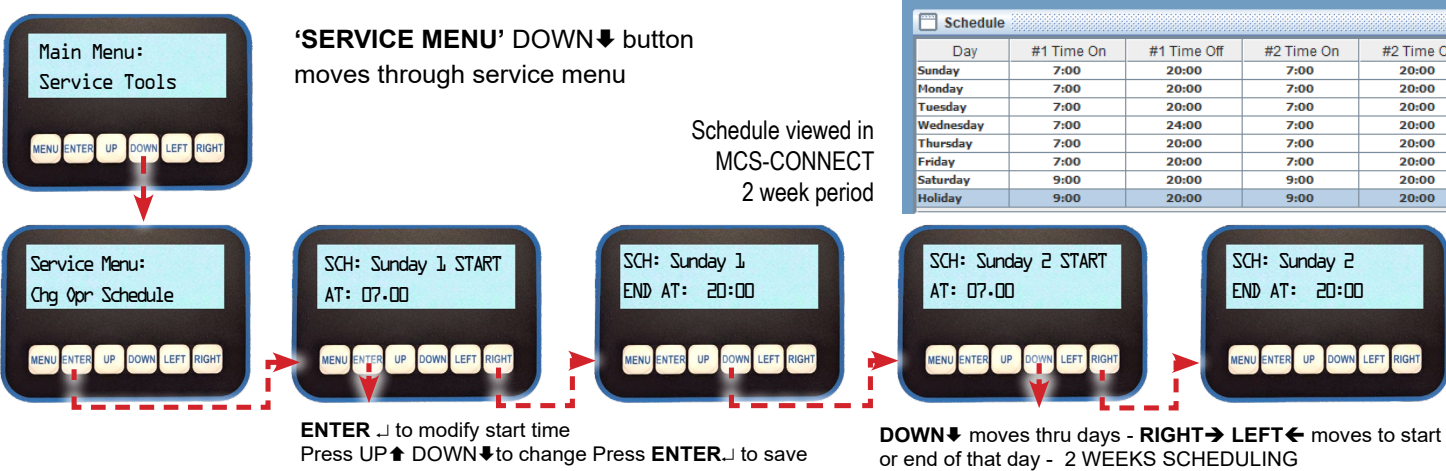 Main Menu:
Service Tools
MENU ENTER UP DOWN LEFT RIGHT
'SERVICE MENU' DOWN⬇ button
moves through service menu
Schedule viewed in
MCS-CONNECT
2 week period
Schedule
Day #1 Time On #1 Time Off #2 Time On #2 Time
Sunday 7:00 20:00 7:00 20:00
Monday 7:00 20:00 7:00 20:00
Tuesday 7:00 20:00 7:00 20:00
Wednesday 7:00 24:00 7:00 20:00
Thursday 7:00 20:00 7:00 20:00
Friday 7:00 20:00 7:00 20:00
Saturday 9:00 20:00 9:00 20:00
Holiday 9:00 20:00 9:00 20:00
Service Menu:
Chg Opr Schedule
MENU ENTER UP DOWN LEFT RIGHT
SCH: Sunday 1 START
AT: 07.00
MENU ENTER UP DOWN LEFT RIGHT
SCH: Sunday 1
END AT: 20:00
MENU ENTER UP DOWN LEFT RIGHT
SCH: Sunday 2 START
AT: 07.00
MENU ENTER UP DOWN LEFT RIGHT
SCH: Sunday 2
END AT: 20:00
MENU ENTER UP DOWN LEFT RIGHT
ENTER ↵ to modify start time
Press UP⬆ DOWN⬇to change Press ENTER↵ to save
DOWN⬇ moves thru days - RIGHT➔ LEFT🡸 moves to start
or end of that day - 2 WEEKS SCHEDULING